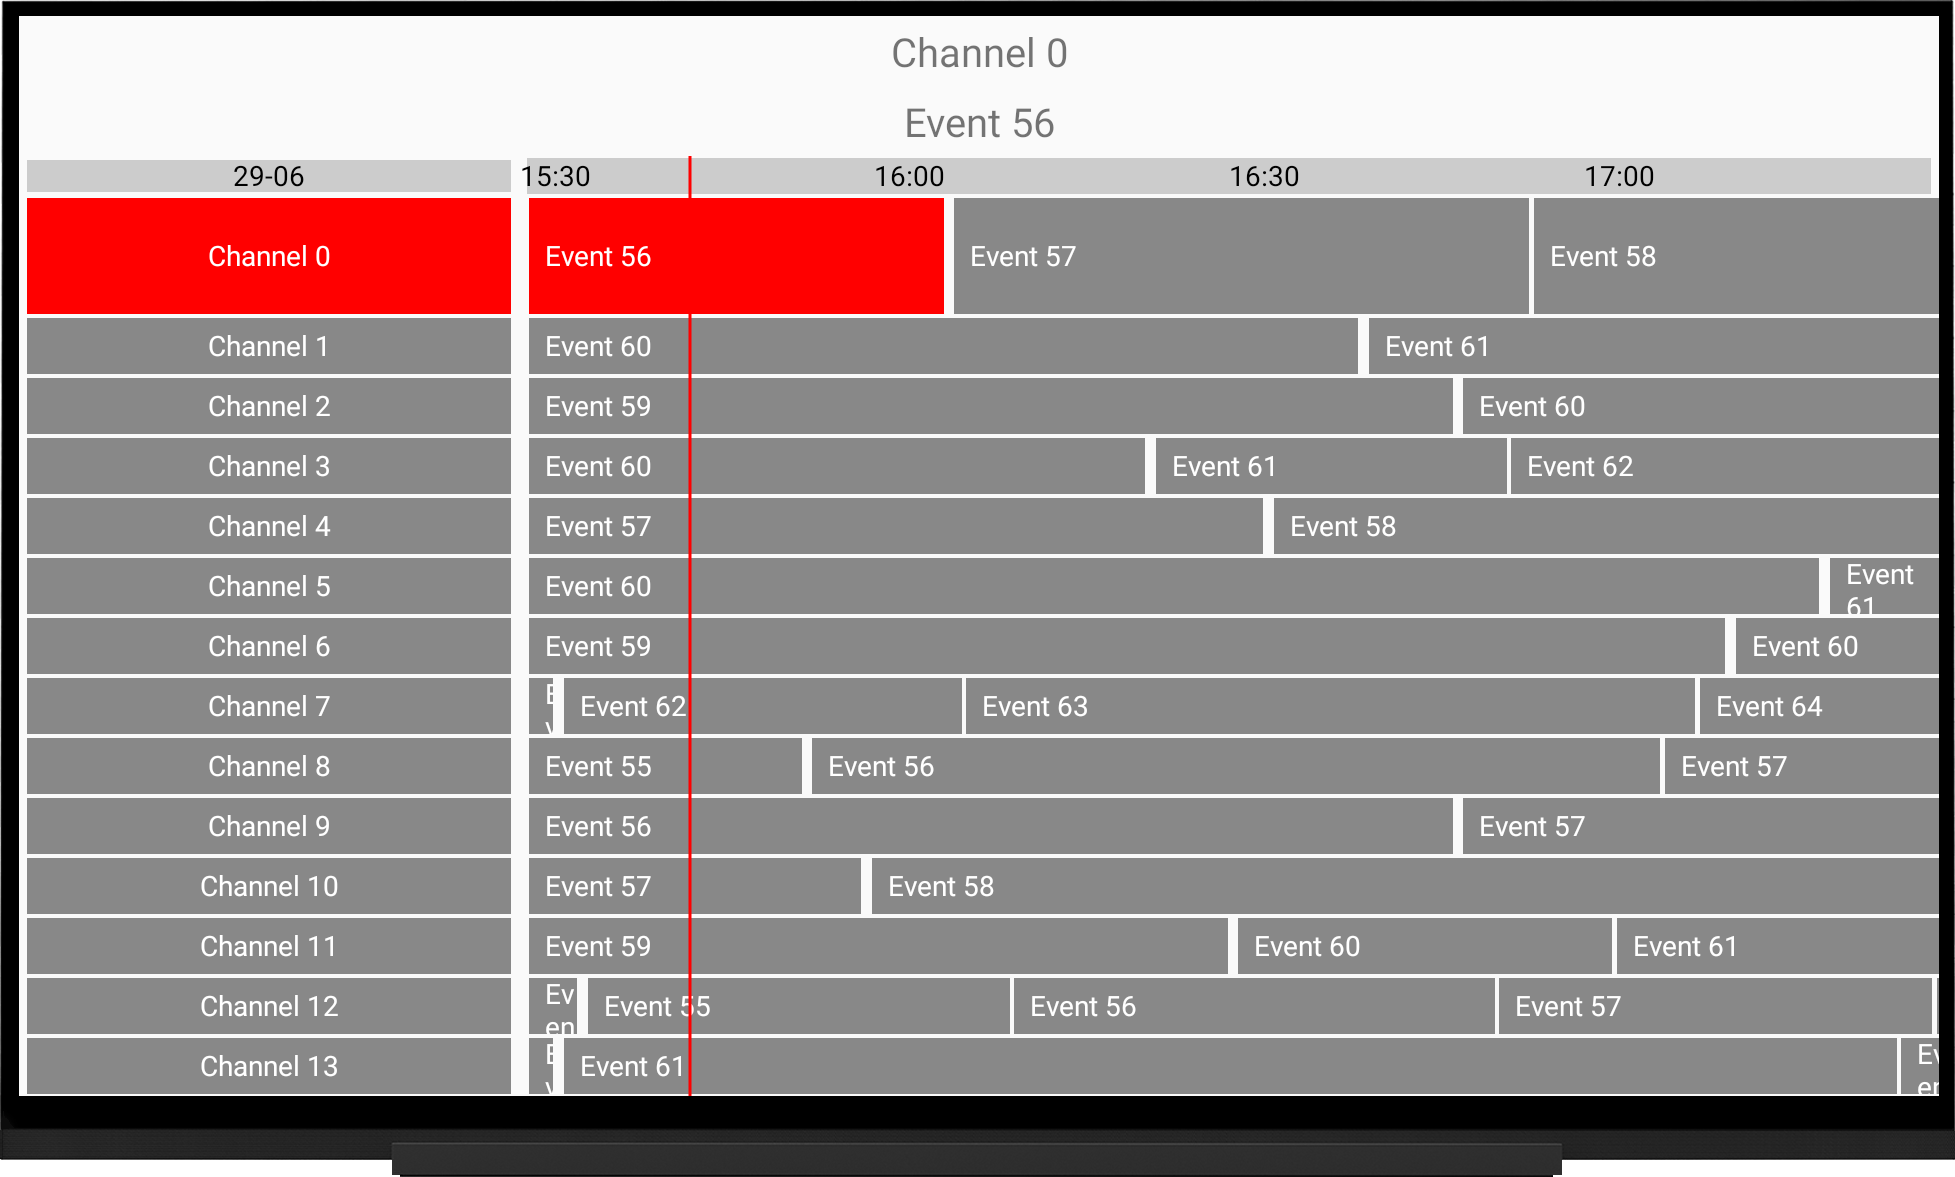 Channel 0
Event 56
29-06 15:30 16:00 16:30 17:00
Channel 0 Event 56 Event 57 Event 58
Channel 1 Event 60 Event 61
Channel 2 Event 59 Event 60
Channel 3 Event 60 Event 61 Event 62
Channel 4 Event 57 Event 58
Channel 5 Event 60 Event
61
Channel 6 Event 59 Event 60
Channel 7 Event 62 Event 63 Event 64
Channel 8 Event 55 Event 56 Event 57
Channel 9 Event 56 Event 57
Channel 10 Event 57 Event 58
Channel 11 Event 59 Event 60 Event 61
Channel 12 Ev
en Event 55 Event 56 Event 57
Channel 13 Event 61